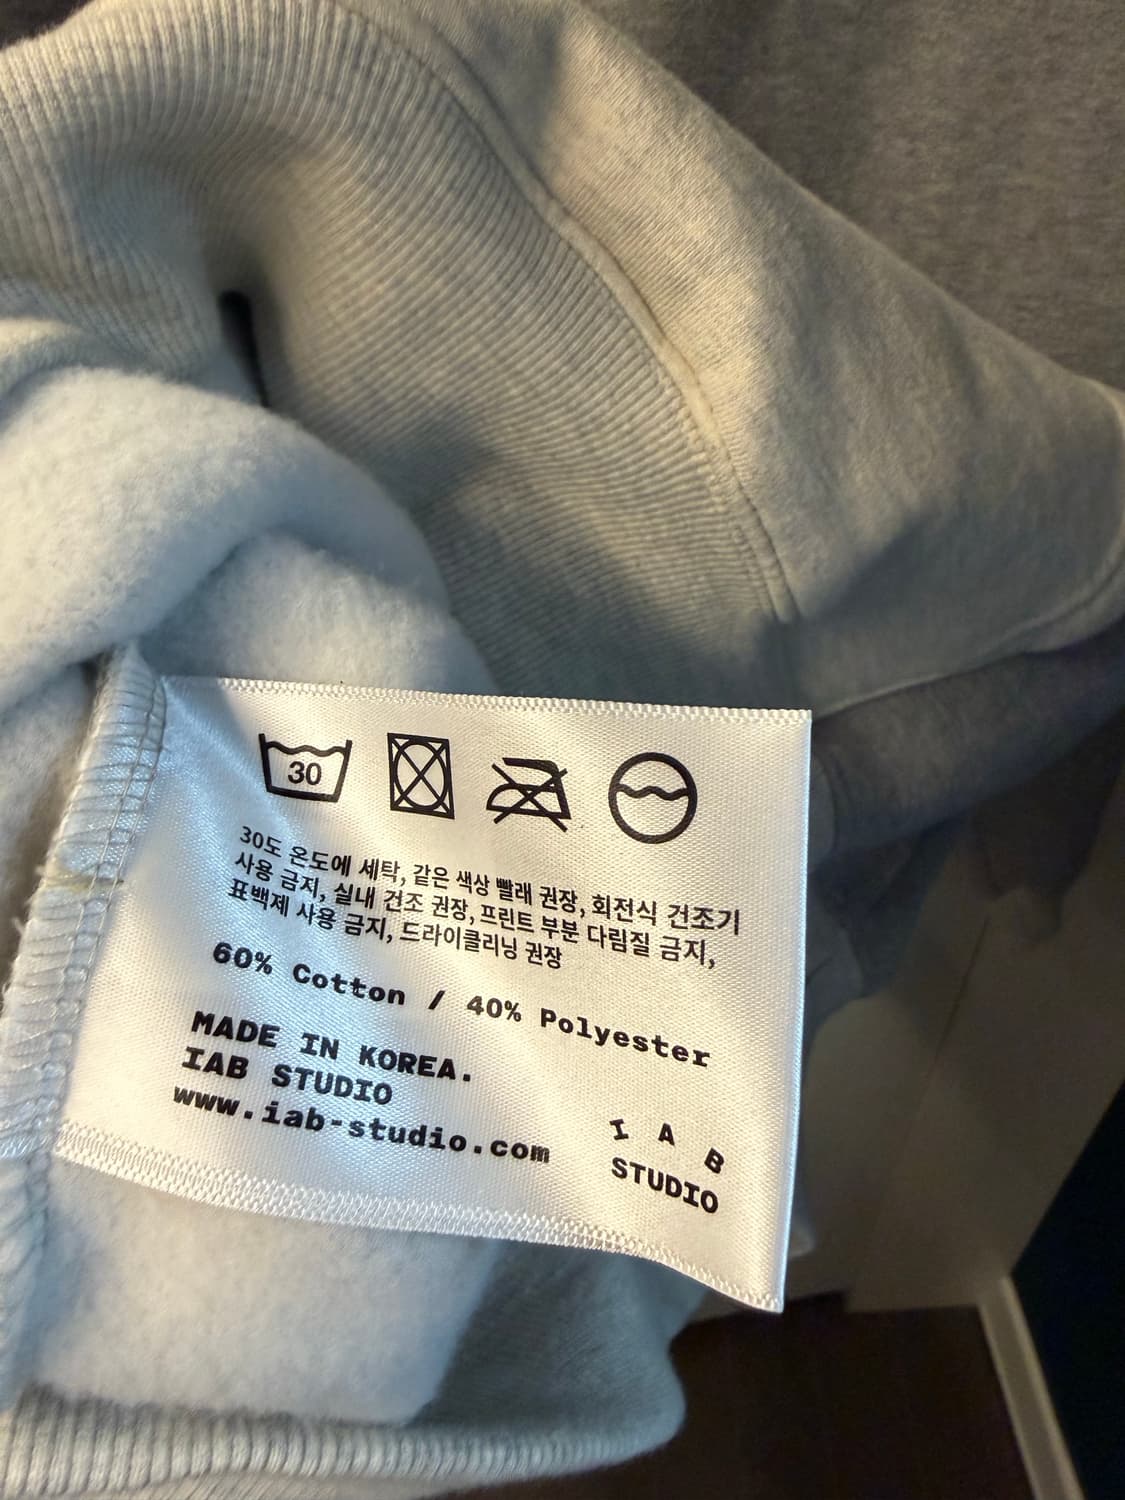 30
30도 온도에 세탁, 같은 색상 빨래 권장, 회전식 건조기
사용 금지, 실내 건조 권장, 프린트 부분 다림질 금지,
표백제 사용 금지, 드라이클리닝 권장
60% Cotton / 40% Polyester
MADE IN KOREA.
IAB STUDIO
www.iab-studio.com
I A B
STUDIO